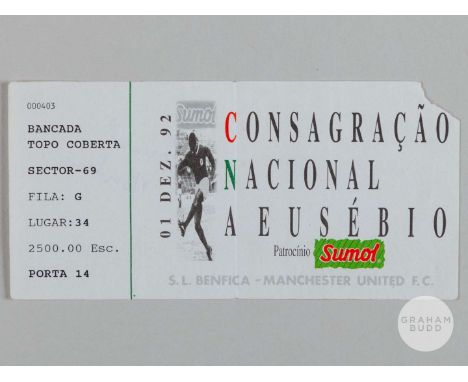 000403
BANCADA
TOPO COBERTA
SECTOR-69
FILA: G
LUGAR:34
2500.00 Esc.
PORTA 14
01 DEZ. 92
Sumol
CONSAGRAÇÃO
NACIONAL
A EUSÉBIO
Patrocínio Sumol
S.L. BENFICA - MANCHESTER UNITED F.C.
GRAHAM
BUDD